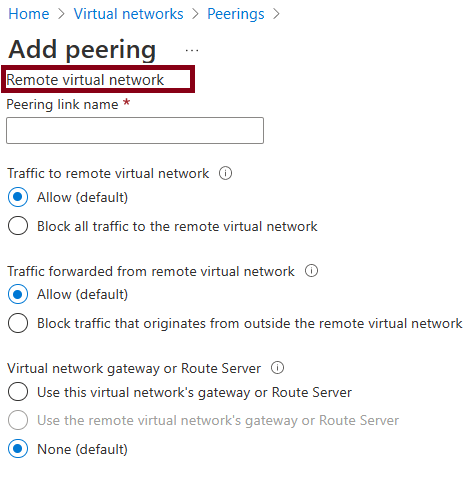 Home > Virtual networks > Peerings >
Add peering ...
Remote virtual network
Peering link name *
Traffic to remote virtual network
Allow (default)
Block all traffic to the remote virtual network
Traffic forwarded from remote virtual network
Allow (default)
Block traffic that originates from outside the remote virtual network
Virtual network gateway or Route Server
Use this virtual network's gateway or Route Server
Use the remote virtual network's gateway or Route Server
None (default)